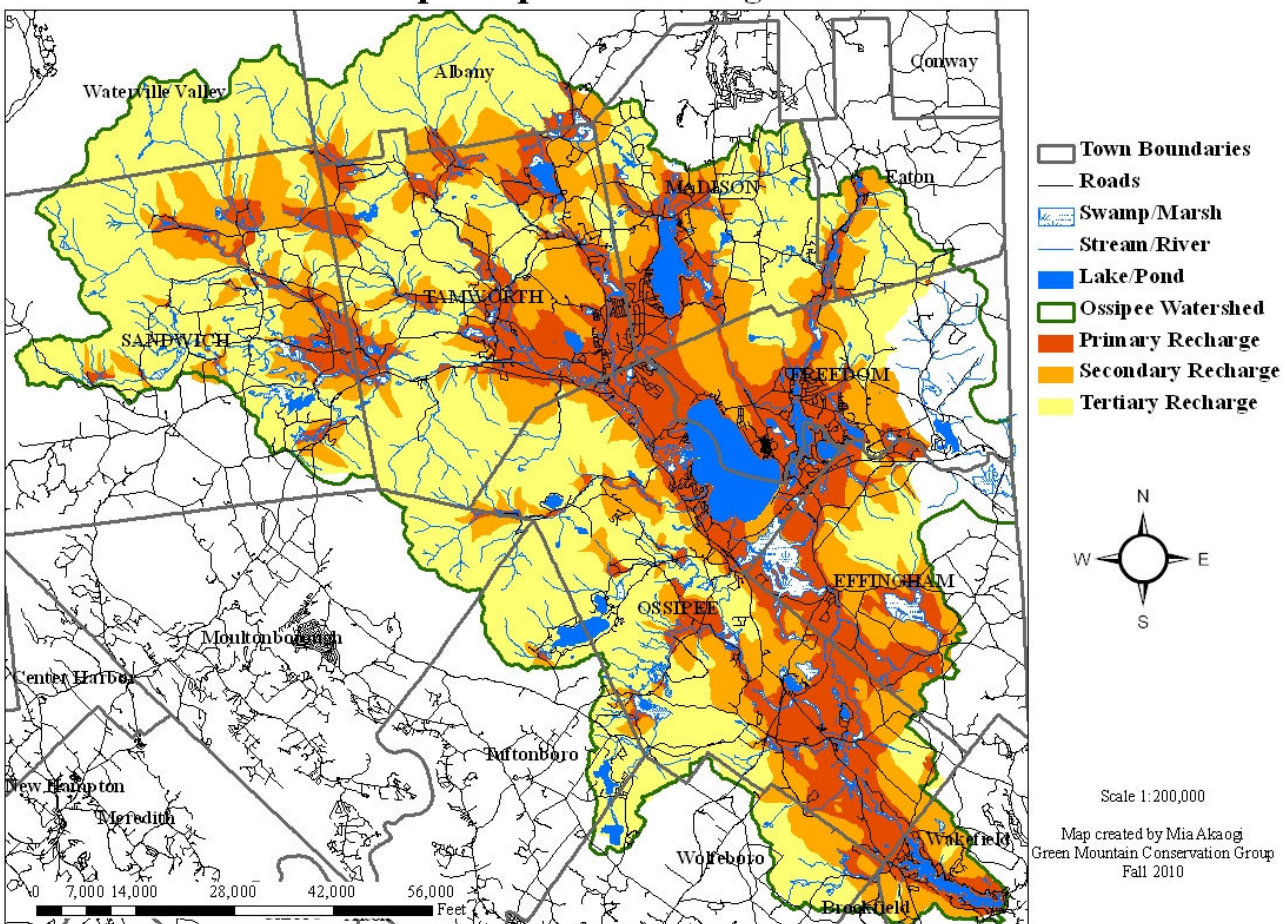 Conway
Albany
Waterville Valley
Eaton
MADISON
TAMWORTH
SANDWICH
FREEDOM
EFFINGHAM
OSSIPEE
Moultonborough
Center Harbor
Tuftonboro
New Hampton
Meredith
Wakefield
Wolfeboro
Brookfield
0 7,000 14,000 28,000 42,000 56,000
Feet
Town Boundaries
Roads
Swamp/Marsh
Stream/River
Lake/Pond
Ossipee Watershed
Primary Recharge
Secondary Recharge
Tertiary Recharge
N
W E
S
Scale 1:200,000
Map created by Mia Akaogi
Green Mountain Conservation Group
Fall 2010